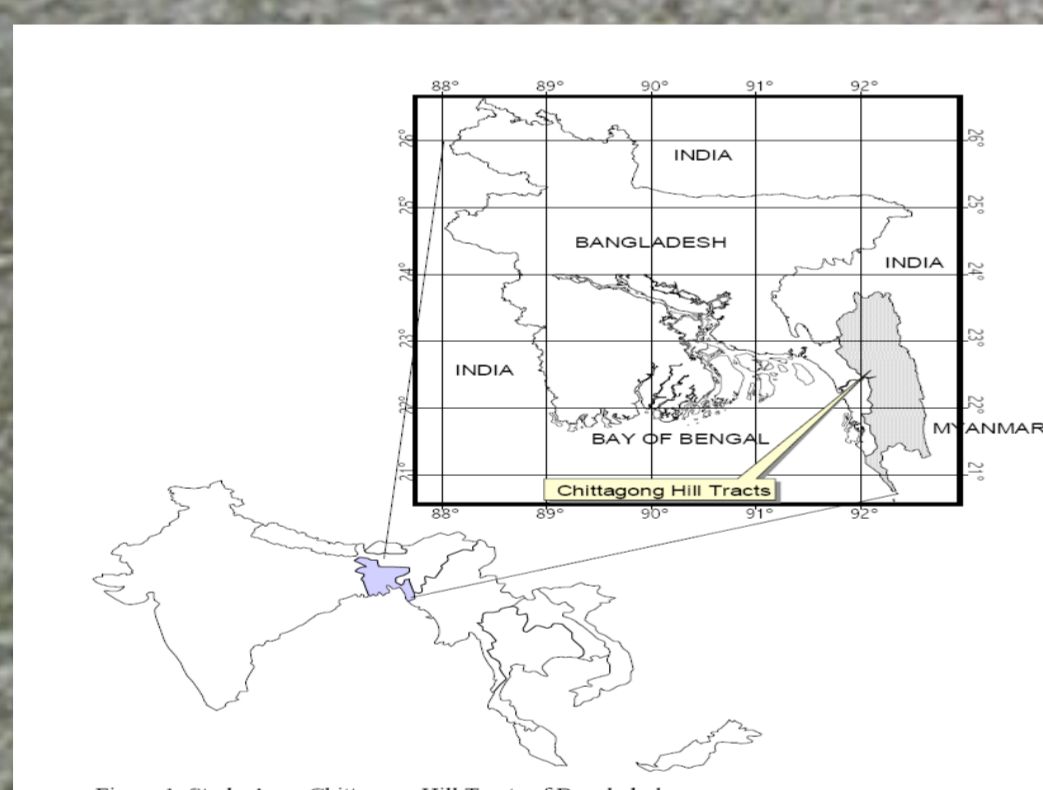 88° 89° 90° 91° 92°
26° 26°
INDIA
25° 25°
BANGLADESH
INDIA
24° 24°
23° 23°
INDIA
22° 22°
MYANMAR
BAY OF BENGAL
21° 21°
Chittagong Hill Tracts
88° 89° 90° 91° 92°